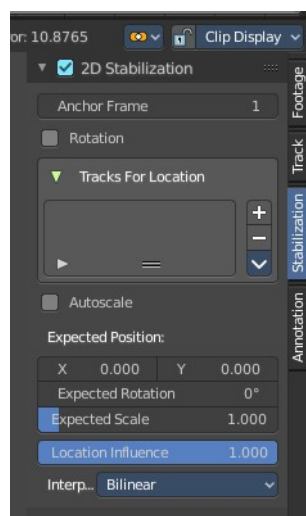 or: 10.8765 Clip Display
2D Stabilization
Anchor Frame 1
Rotation
Tracks For Location
Autoscale
Expected Position:
X 0.000 Y 0.000
Expected Rotation 0°
Expected Scale 1.000
Location Influence 1.000
Interp... Bilinear
Footage
Track
Stabilization
Annotation